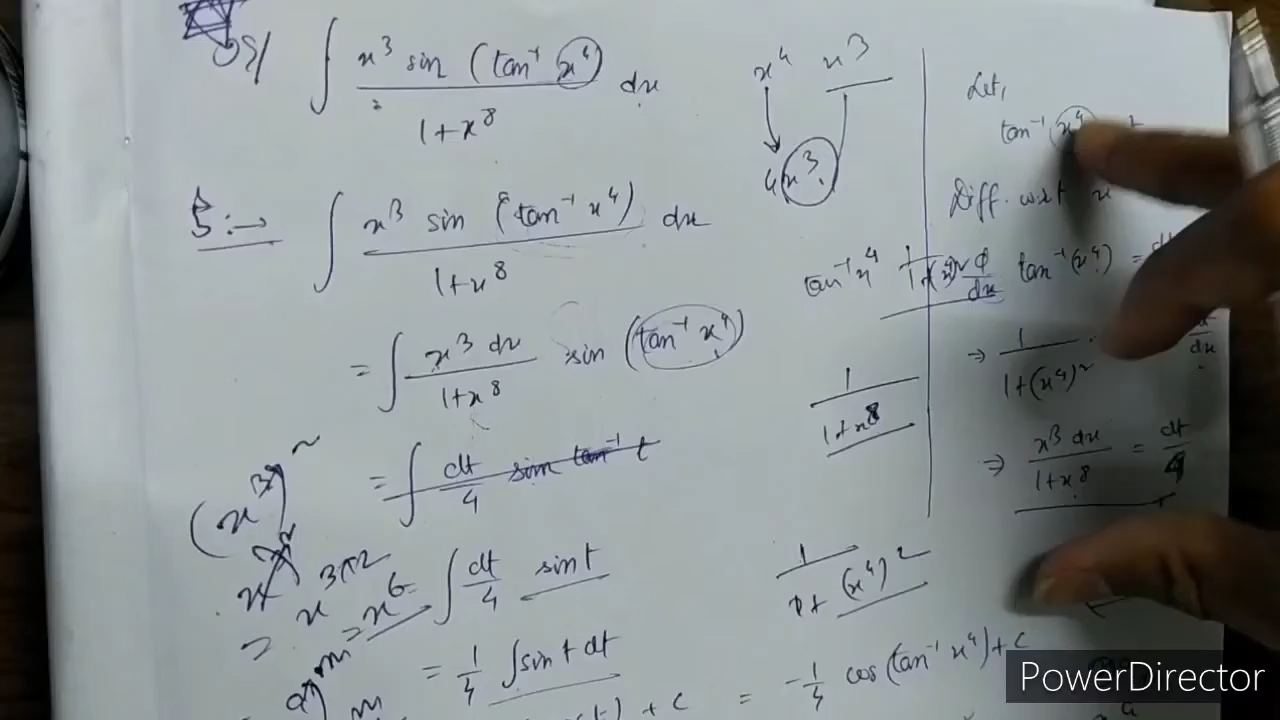 ∫ x³ sin (tan⁻¹ x⁴) / 1+x⁸ dx
x⁴ x³
4x³.
Let,
tan⁻¹ x⁴
∫ x³ sin (tan⁻¹ x⁴) / 1+x⁸ dx
Diff. w.r.t x
tan⁻¹ x⁴
d/dx tan⁻¹ (x⁴) =
= ∫ x³ dx / 1+x⁸ sin (tan⁻¹ x⁴)
1 / 1+x⁸
⇒ 1 / 1+(x⁴)²
dx
= ∫ dt/4 sin tan⁻¹ t
⇒ x³ dx / 1+x⁸ = dt/4
(x³)²
x³ˣ²
= x⁶
∫ dt/4 sin t
1 / 1+ (x⁴)²
= 1/4 ∫ sin t dt
+ c = -1/4 cos (tan⁻¹ x⁴) + c
PowerDirector